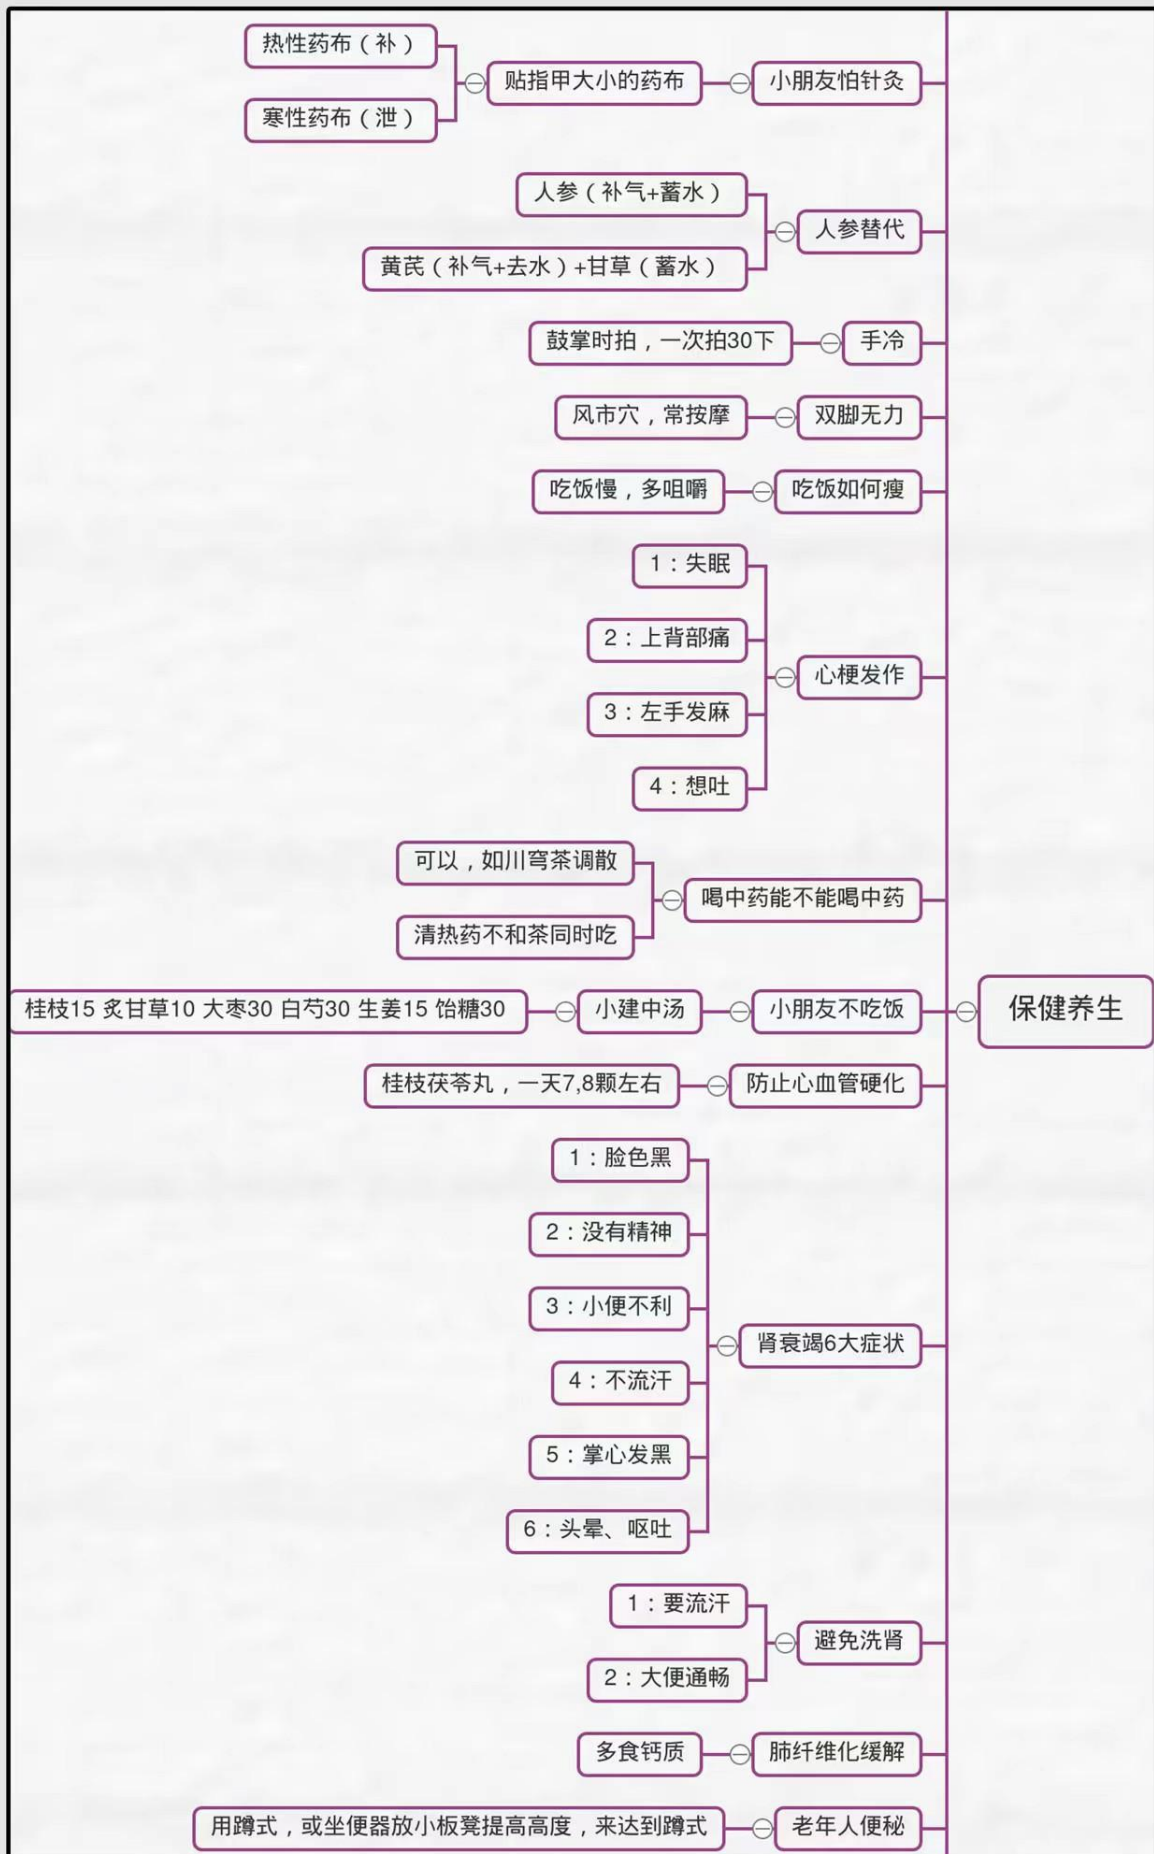 热性药布（补）
贴指甲大小的药布
小朋友怕针灸
寒性药布（泄）
人参（补气+蓄水）
人参替代
黄芪（补气+去水）+甘草（蓄水）
鼓掌时拍，一次拍30下
手冷
风市穴，常按摩
双脚无力
吃饭慢，多咀嚼
吃饭如何瘦
1：失眠
2：上背部痛
心梗发作
3：左手发麻
4：想吐
可以，如川穹茶调散
喝中药能不能喝中药
清热药不和茶同时吃
桂枝15 炙甘草10 大枣30 白芍30 生姜15 饴糖30
小建中汤
小朋友不吃饭
保健养生
桂枝茯苓丸，一天7,8颗左右
防止心血管硬化
1：脸色黑
2：没有精神
3：小便不利
肾衰竭6大症状
4：不流汗
5：掌心发黑
6：头晕、呕吐
1：要流汗
避免洗肾
2：大便通畅
多食钙质
肺纤维化缓解
用蹲式，或坐便器放小板凳提高高度，来达到蹲式
老年人便秘